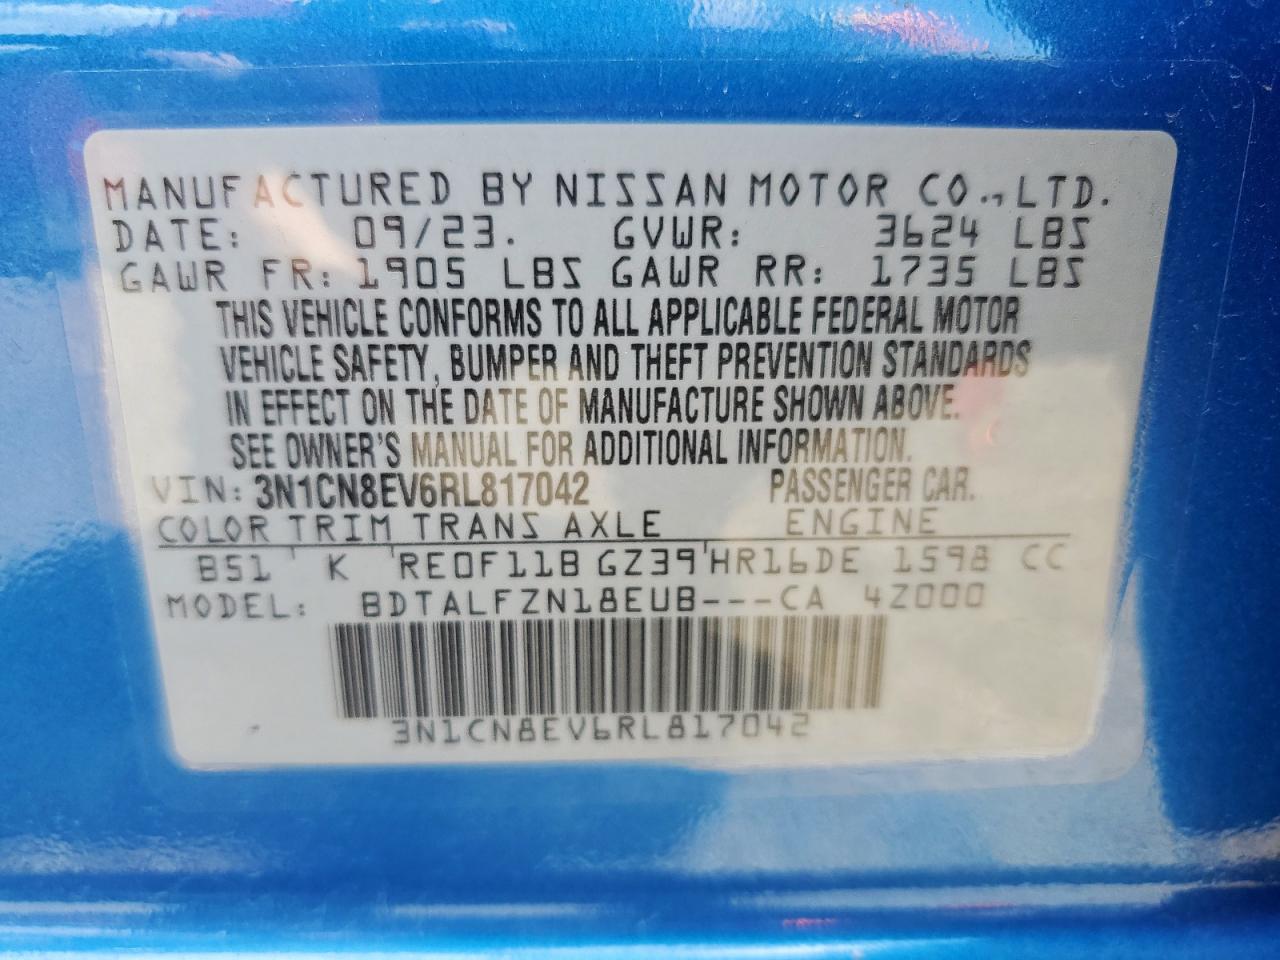 MANUFACTURED BY NISSAN MOTOR CO., LTD.
DATE: 09/23. GVWR: 3624 LBS
GAWR FR: 1905 LBS GAWR RR: 1735 LBS
THIS VEHICLE CONFORMS TO ALL APPLICABLE FEDERAL MOTOR
VEHICLE SAFETY, BUMPER AND THEFT PREVENTION STANDARDS
IN EFFECT ON THE DATE OF MANUFACTURE SHOWN ABOVE.
SEE OWNER'S MANUAL FOR ADDITIONAL INFORMATION.
VIN: 3N1CN8EV6RL817042 PASSENGER CAR.
COLOR TRIM TRANS AXLE ENGINE
B51 K RE0F11B GZ39 HR16DE 1598 CC
MODEL: BDTALFZN18EUB---CA 4Z000
3N1CN8EV6RL817042